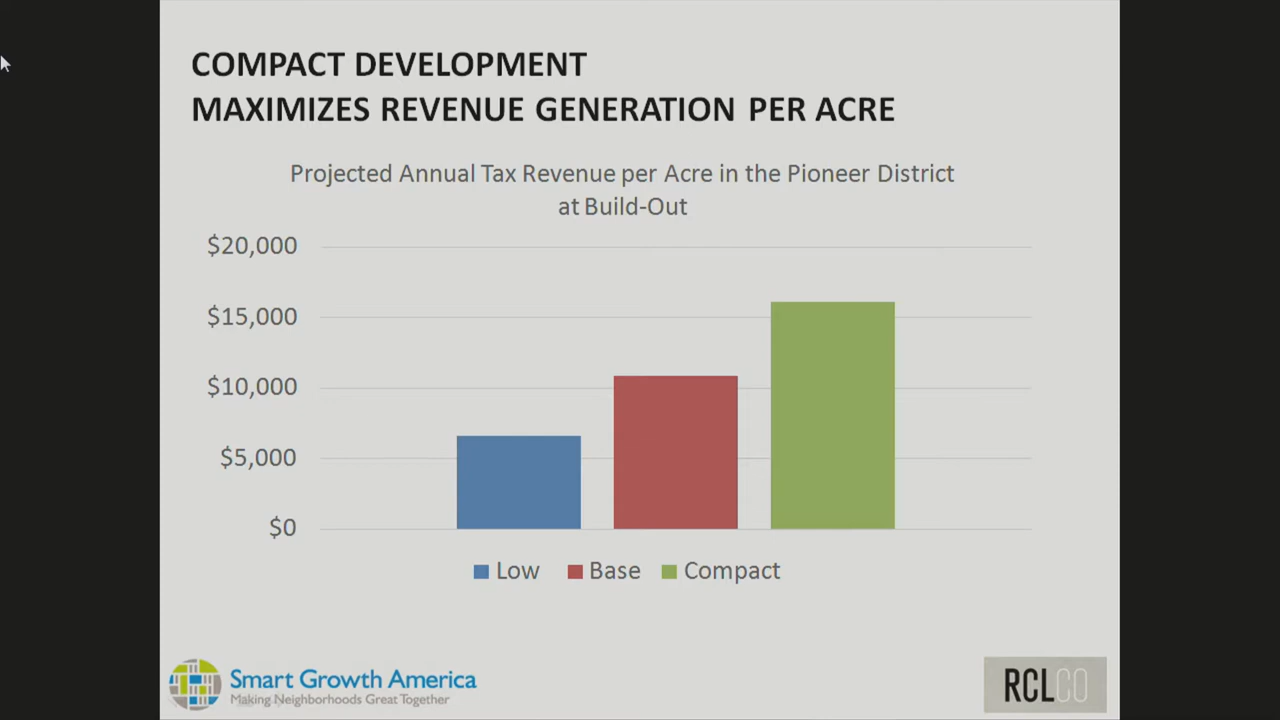 COMPACT DEVELOPMENT
MAXIMIZES REVENUE GENERATION PER ACRE
Projected Annual Tax Revenue per Acre in the Pioneer District
at Build-Out
$20,000
$15,000
$10,000
$5,000
$0
Low Base Compact
Smart Growth America
Making Neighborhoods Great Together
RCLCO